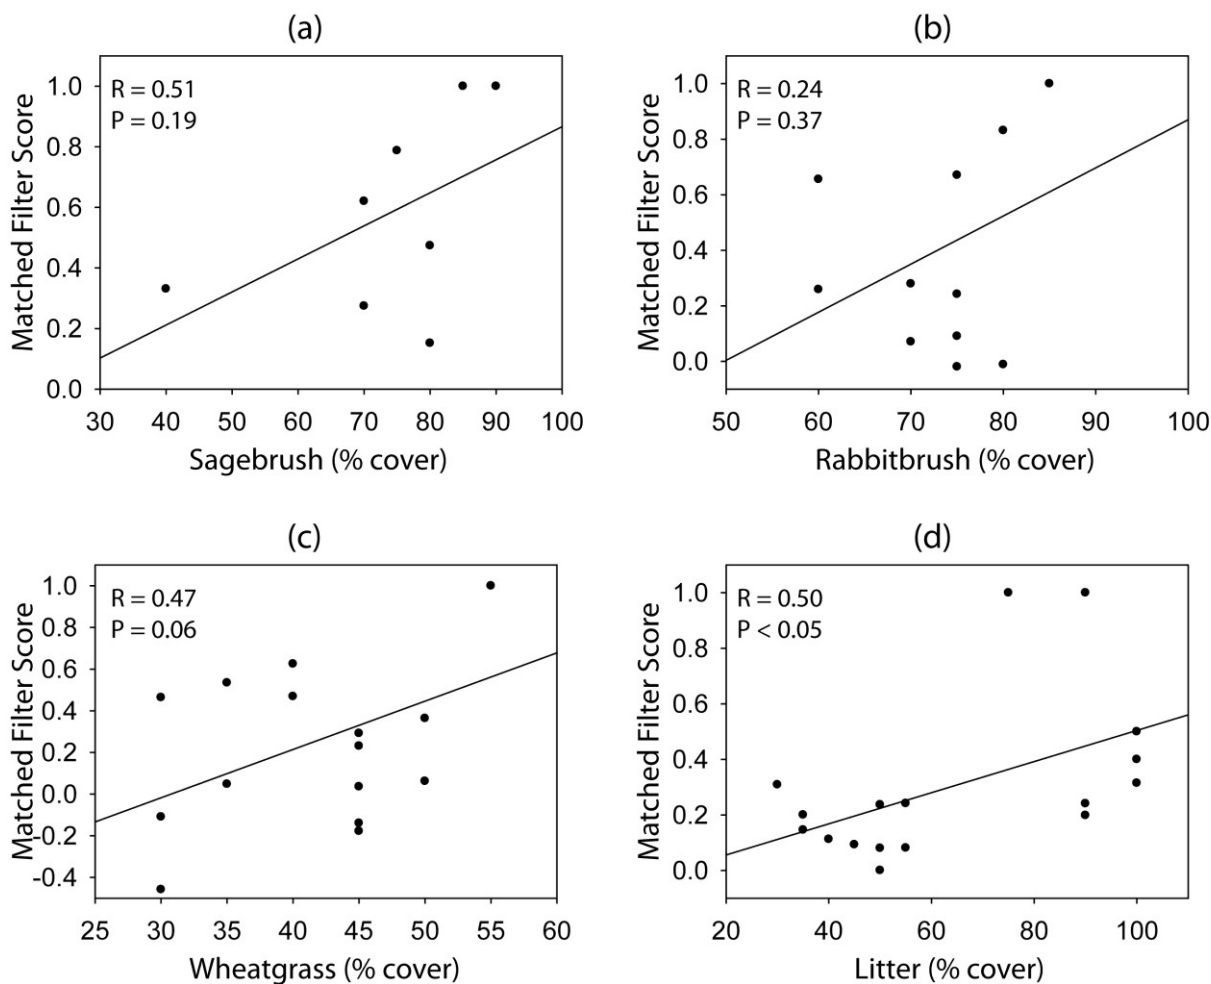 (a)
R = 0.51
P = 0.19
Matched Filter Score
1.0
0.8
0.6
0.4
0.2
0.0
30 40 50 60 70 80 90 100
Sagebrush (% cover)
(b)
R = 0.24
P = 0.37
Matched Filter Score
1.0
0.8
0.6
0.4
0.2
0.0
50 60 70 80 90 100
Rabbitbrush (% cover)
(c)
R = 0.47
P = 0.06
Matched Filter Score
1.0
0.8
0.6
0.4
0.2
0.0
-0.2
-0.4
25 30 35 40 45 50 55 60
Wheatgrass (% cover)
(d)
R = 0.50
P < 0.05
Matched Filter Score
1.0
0.8
0.6
0.4
0.2
0.0
20 40 60 80 100
Litter (% cover)